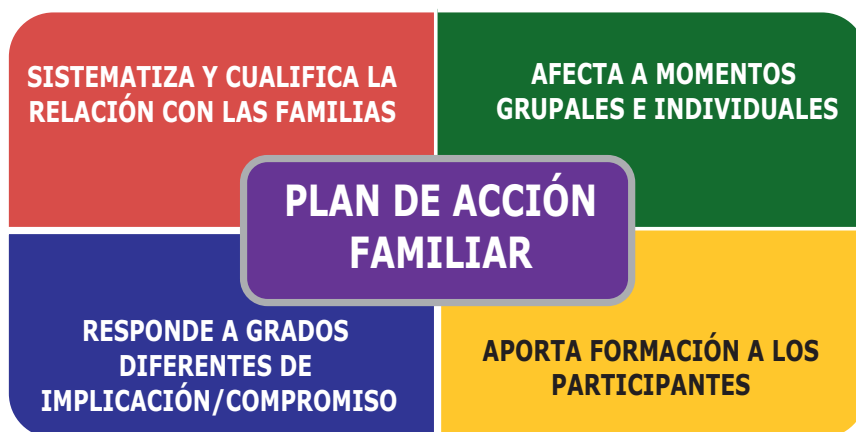 SISTEMATIZA Y CUALIFICA LA
RELACIÓN CON LAS FAMILIAS
AFECTA A MOMENTOS
GRUPALES E INDIVIDUALES
PLAN DE ACCIÓN
FAMILIAR
RESPONDE A GRADOS
DIFERENTES DE
IMPLICACIÓN/COMPROMISO
APORTA FORMACIÓN A LOS
PARTICIPANTES